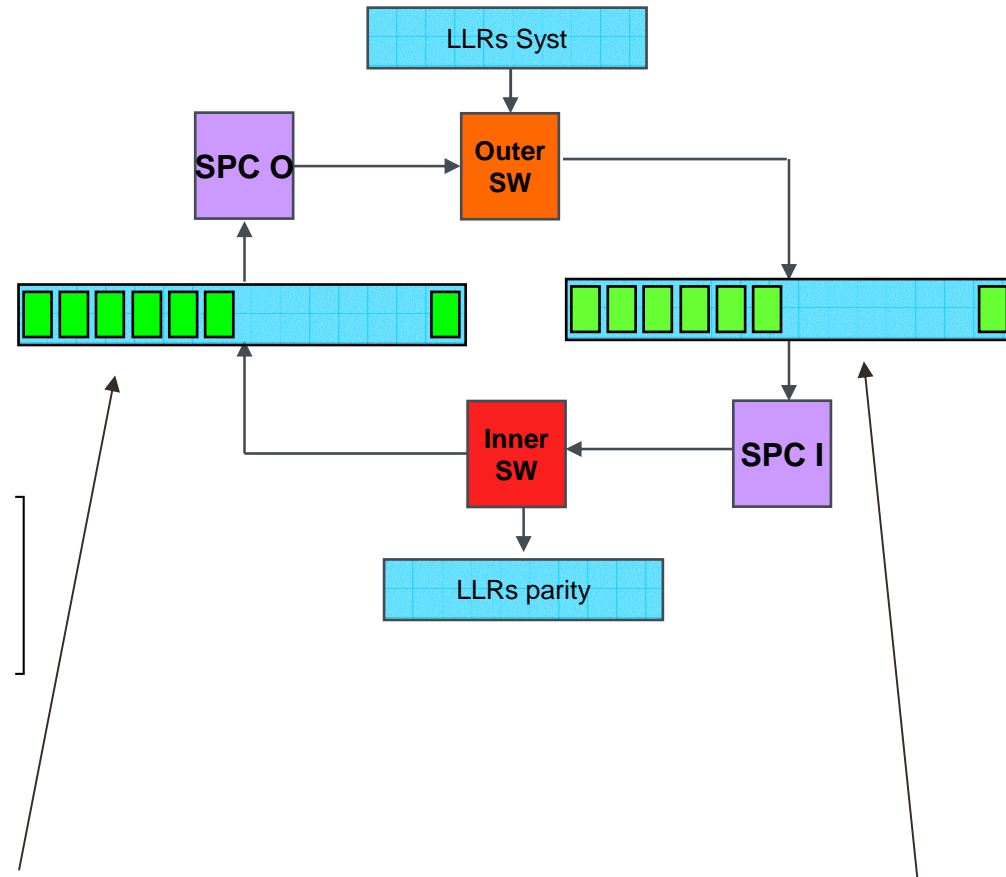 LLRs Syst
SPC O
Outer
SW
Inner
SW
SPC I
LLRs parity